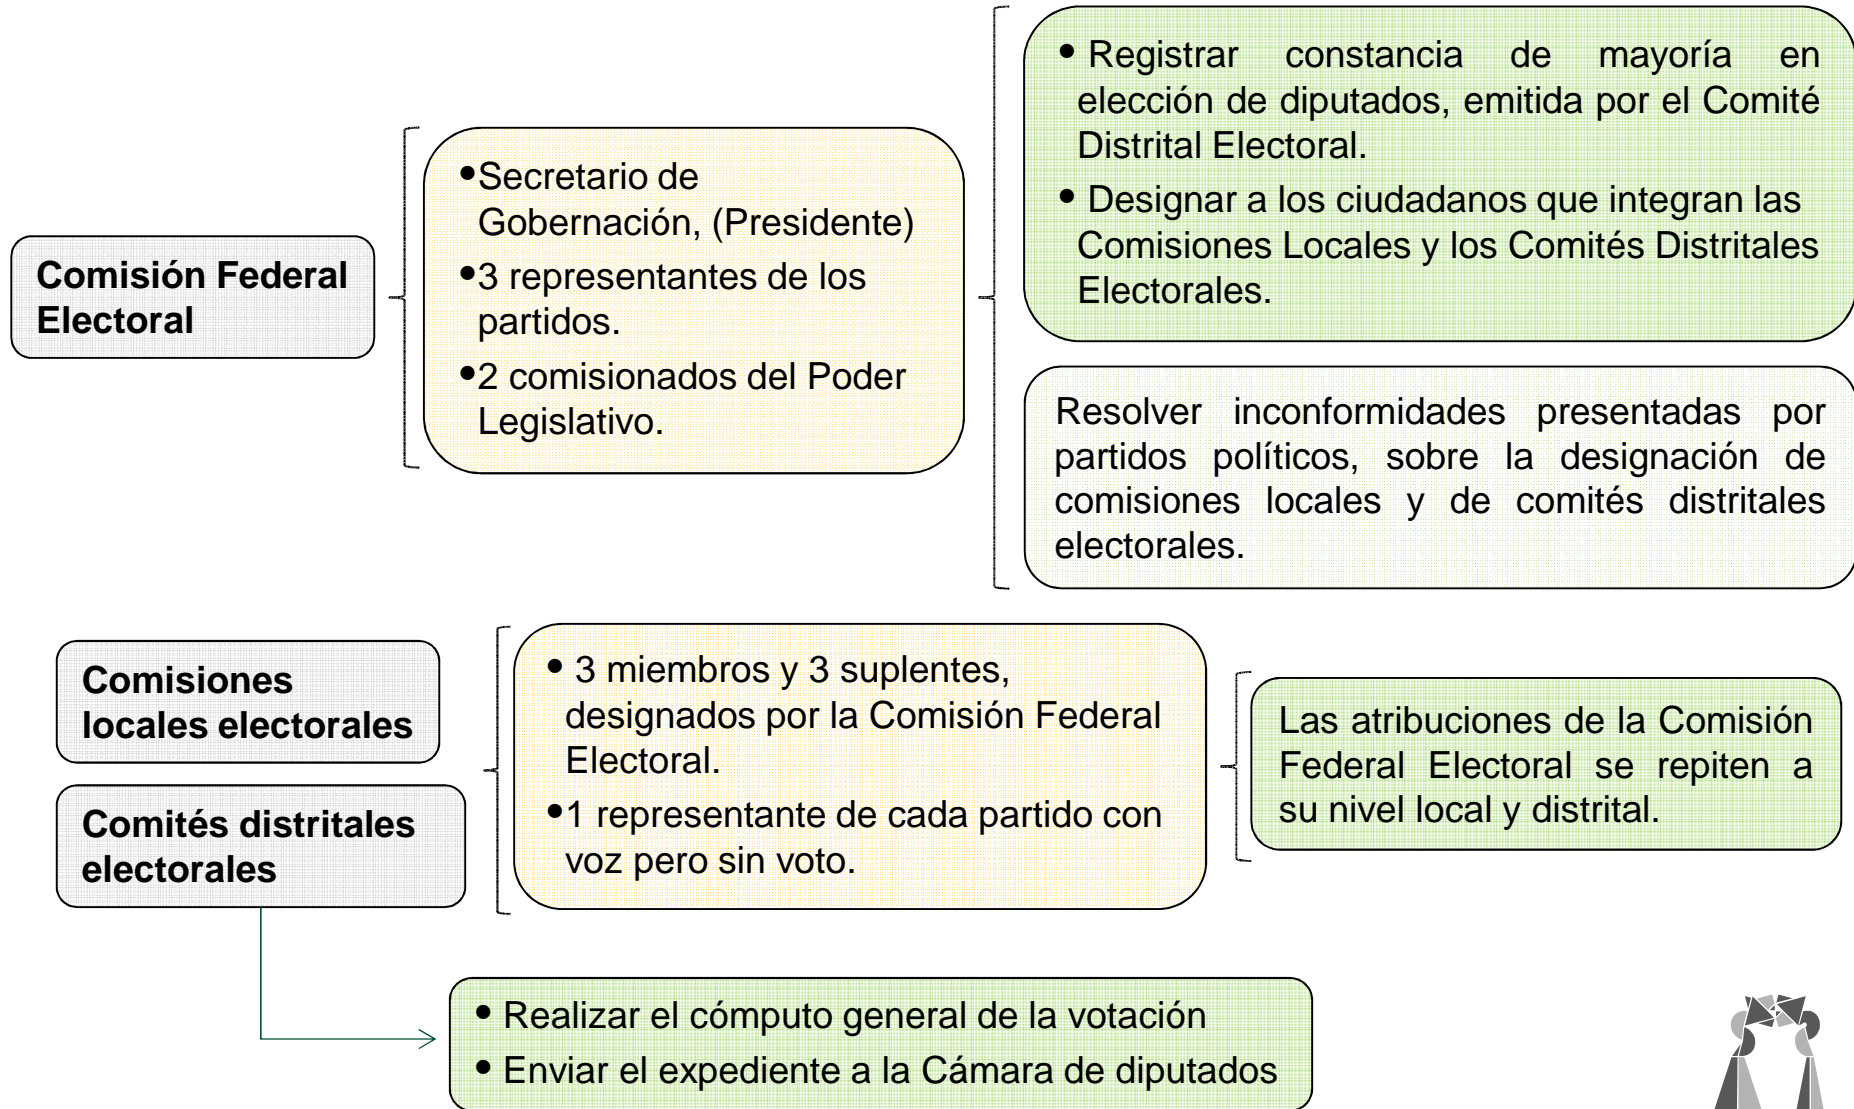 Comisión Federal
Electoral
•Secretario de
Gobernación, (Presidente)
•3 representantes de los
partidos.
•2 comisionados del Poder
Legislativo.
• Registrar constancia de mayoría en
elección de diputados, emitida por el Comité
Distrital Electoral.
• Designar a los ciudadanos que integran las
Comisiones Locales y los Comités Distritales
Electorales.
Resolver inconformidades presentadas por
partidos políticos, sobre la designación de
comisiones locales y de comités distritales
electorales.
Comisiones
locales electorales
Comités distritales
electorales
• 3 miembros y 3 suplentes,
designados por la Comisión Federal
Electoral.
•1 representante de cada partido con
voz pero sin voto.
Las atribuciones de la Comisión
Federal Electoral se repiten a
su nivel local y distrital.
• Realizar el cómputo general de la votación
• Enviar el expediente a la Cámara de diputados